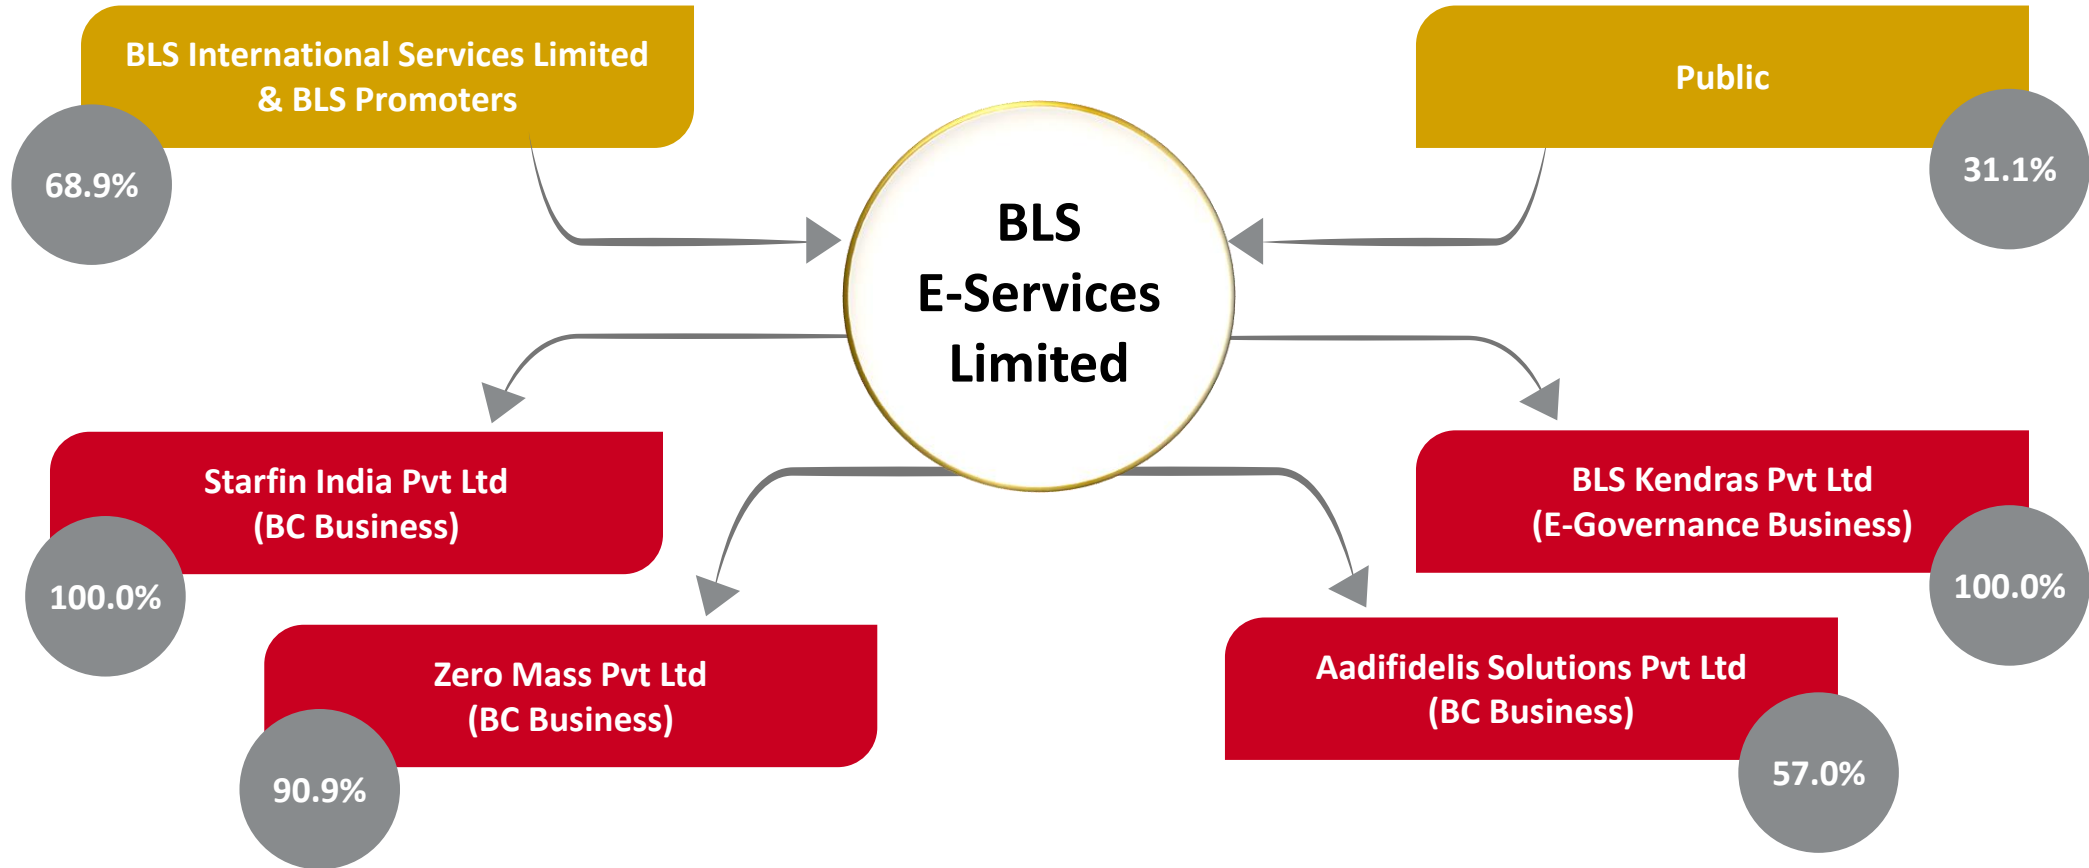 BLS International Services Limited
& BLS Promoters
68.9%
Public
31.1%
BLS
E-Services
Limited
Starfin India Pvt Ltd
(BC Business)
100.0%
BLS Kendras Pvt Ltd
(E-Governance Business)
100.0%
Zero Mass Pvt Ltd
(BC Business)
90.9%
Aadifidelis Solutions Pvt Ltd
(BC Business)
57.0%